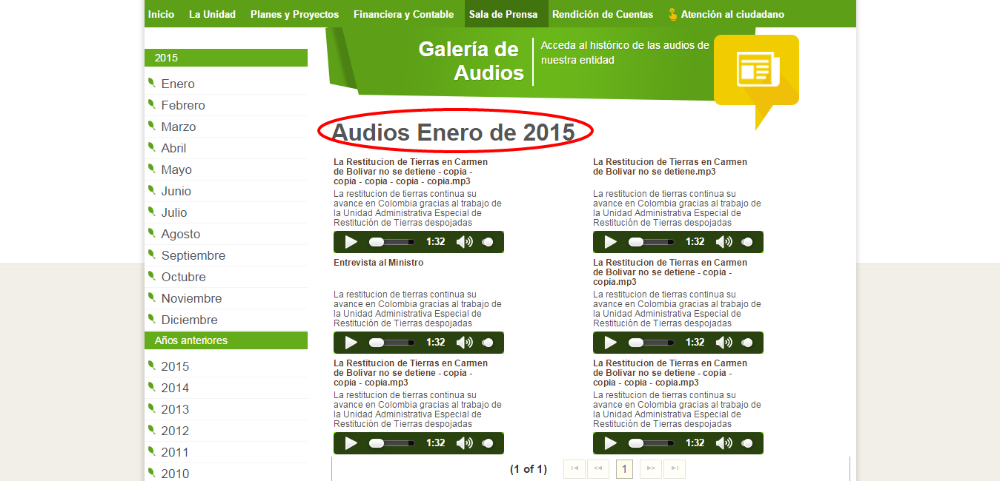 Inicio La Unidad Planes y Proyectos Financiera y Contable Sala de Prensa Rendición de Cuentas Atención al ciudadano
Galería de
Audios
Acceda al histórico de las audios de
nuestra entidad
2015
Enero
Febrero
Marzo
Abril
Mayo
Junio
Julio
Agosto
Septiembre
Octubre
Noviembre
Diciembre
Años anteriores
2015
2014
2013
2012
2011
2010
Audios Enero de 2015
La Restitucion de Tierras en Carmen
de Bolivar no se detiene - copia -
copia - copia - copia - copia.mp3
La restitucion de tierras continua su
avance en Colombia gracias al trabajo de
la Unidad Administrativa Especial de
Restitución de Tierras despojadas
1:32
La Restitucion de Tierras en Carmen
de Bolivar no se detiene.mp3
La restitucion de tierras continua su
avance en Colombia gracias al trabajo de
la Unidad Administrativa Especial de
Restitución de Tierras despojadas
1:32
Entrevista al Ministro
La restitucion de tierras continua su
avance en Colombia gracias al trabajo de
la Unidad Administrativa Especial de
Restitución de Tierras despojadas
1:32
La Restitucion de Tierras en Carmen
de Bolivar no se detiene - copia -
copia.mp3
La restitucion de tierras continua su
avance en Colombia gracias al trabajo de
la Unidad Administrativa Especial de
Restitución de Tierras despojadas
1:32
La Restitucion de Tierras en Carmen
de Bolivar no se detiene - copia -
copia - copia.mp3
La restitucion de tierras continua su
avance en Colombia gracias al trabajo de
la Unidad Administrativa Especial de
Restitución de Tierras despojadas
1:32
La Restitucion de Tierras en Carmen
de Bolivar no se detiene - copia -
copia - copia - copia.mp3
La restitucion de tierras continua su
avance en Colombia gracias al trabajo de
la Unidad Administrativa Especial de
Restitución de Tierras despojadas
1:32
(1 of 1) 1